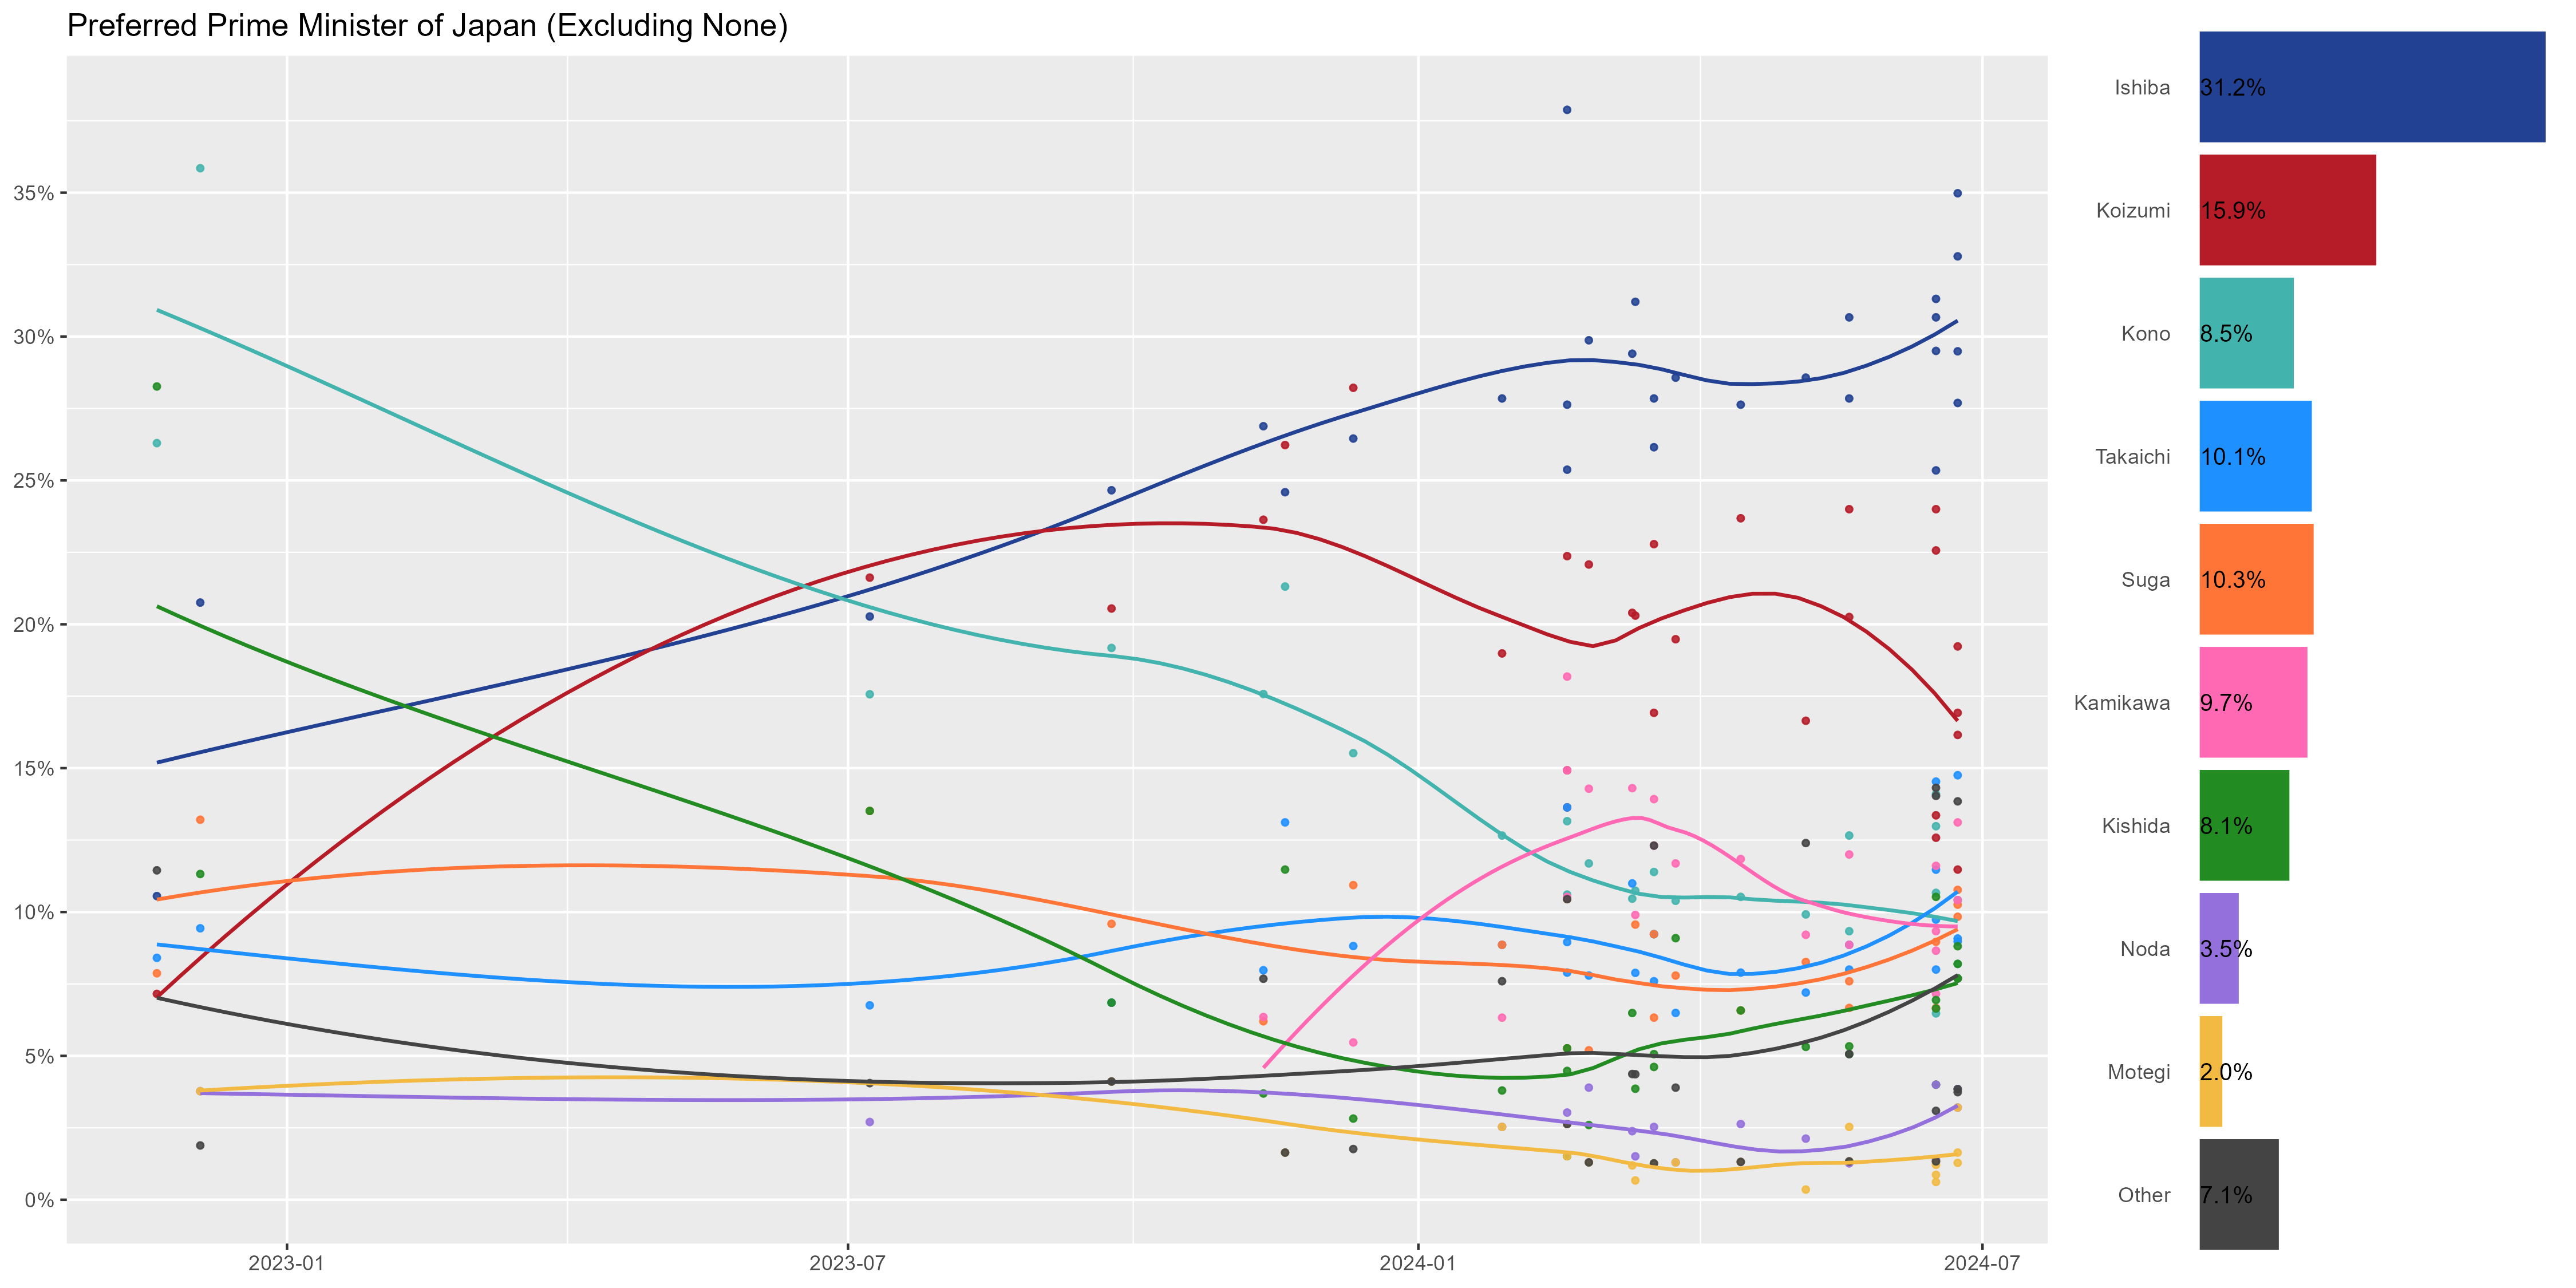 Preferred Prime Minister of Japan (Excluding None)
35%
30%
25%
20%
15%
10%
5%
0%
2023-01
2023-07
2024-01
2024-07
Ishiba 31.2%
Koizumi 15.9%
Kono 8.5%
Takaichi 10.1%
Suga 10.3%
Kamikawa 9.7%
Kishida 8.1%
Noda 3.5%
Motegi 2.0%
Other 7.1%